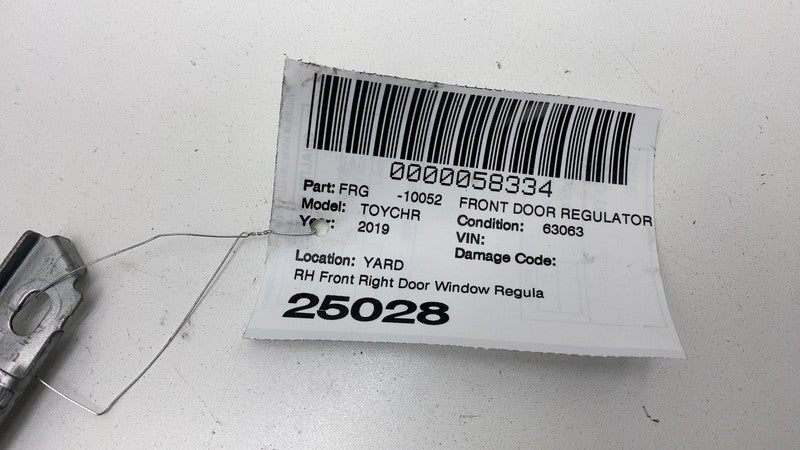 0000058334
Part: FRG -10052 FRONT DOOR REGULATOR
Model: TOYCHR Condition: 63063
Year: 2019 VIN:
Damage Code:
Location: YARD
RH Front Right Door Window Regula
25028